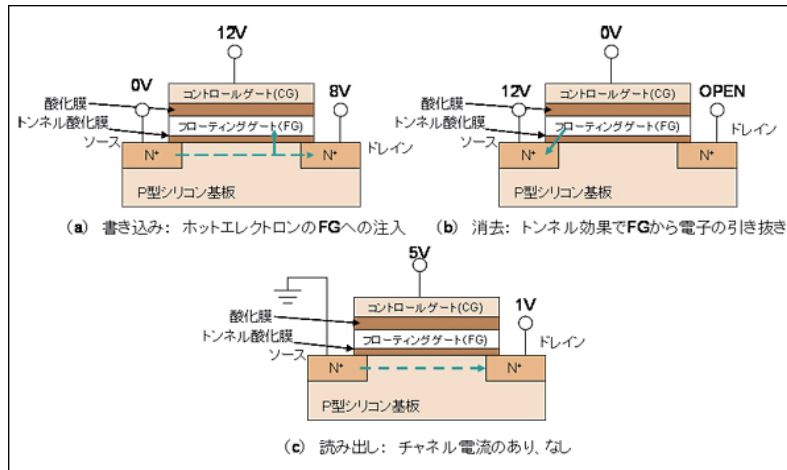 12V
0V
コントロールゲート(CG)
8V
酸化膜
トンネル酸化膜
フローティングゲート(FG)
ソース
ドレイン
N+
N+
P型シリコン基板
(a) 書き込み: ホットエレクトロンのFGへの注入
0V
12V
コントロールゲート(CG)
OPEN
酸化膜
トンネル酸化膜
フローティングゲート(FG)
ソース
ドレイン
N+
N+
P型シリコン基板
(b) 消去: トンネル効果でFGから電子の引き抜き
5V
コントロールゲート(CG)
1V
酸化膜
トンネル酸化膜
フローティングゲート(FG)
ソース
ドレイン
N+
N+
P型シリコン基板
(c) 読み出し: チャネル電流のあり、なし